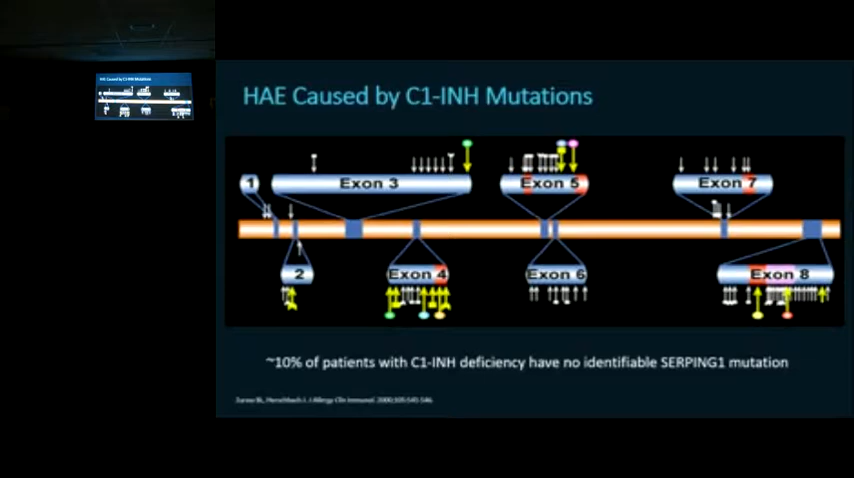 HAE Caused by C1-INH Mutations
1
Exon 3
Exon 5
Exon 7
2
Exon 4
Exon 6
Exon 8
~10% of patients with C1-INH deficiency have no identifiable SERPING1 mutation